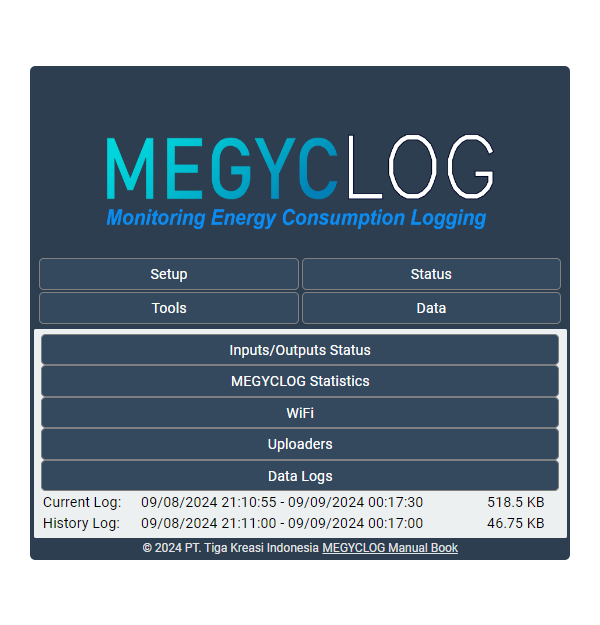 MEGYCLOG
Monitoring Energy Consumption Logging
Setup Status
Tools Data
Inputs/Outputs Status
MEGYCLOG Statistics
WiFi
Uploaders
Data Logs
Current Log: 09/08/2024 21:10:55 - 09/09/2024 00:17:30 518.5 KB
History Log: 09/08/2024 21:11:00 - 09/09/2024 00:17:00 46.75 KB
© 2024 PT. Tiga Kreasi Indonesia MEGYCLOG Manual Book